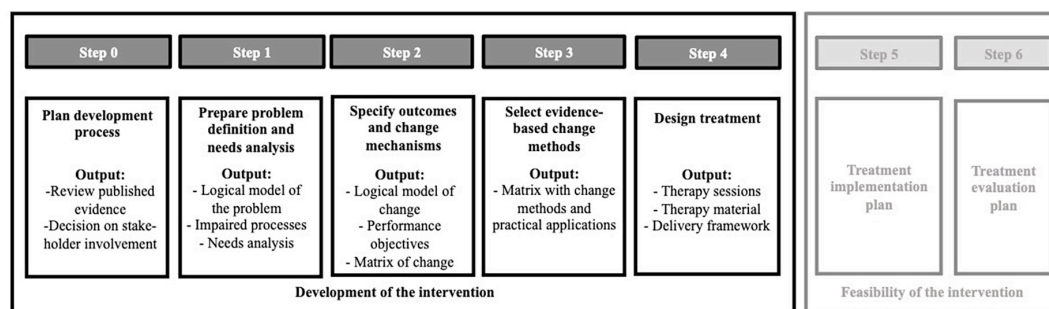 Step 0
Step 1
Step 2
Step 3
Step 4
Step 5
Step 6
Plan development
process
Output:
-Review published
evidence
-Decision on stake-
holder involvement
Prepare problem
definition and
needs analysis
Output:
- Logical model of
the problem
- Impaired processes
- Needs analysis
Specify outcomes
and change
mechanisms
Output:
- Logical model of
change
- Performance
objectives
- Matrix of change
Select evidence-
based change
methods
Output:
- Matrix with change
methods and
practical applications
Design treatment
Output:
- Therapy sessions
- Therapy material
- Delivery framework
Treatment
implementation
plan
Treatment
evaluation
plan
Development of the intervention
Feasibility of the intervention